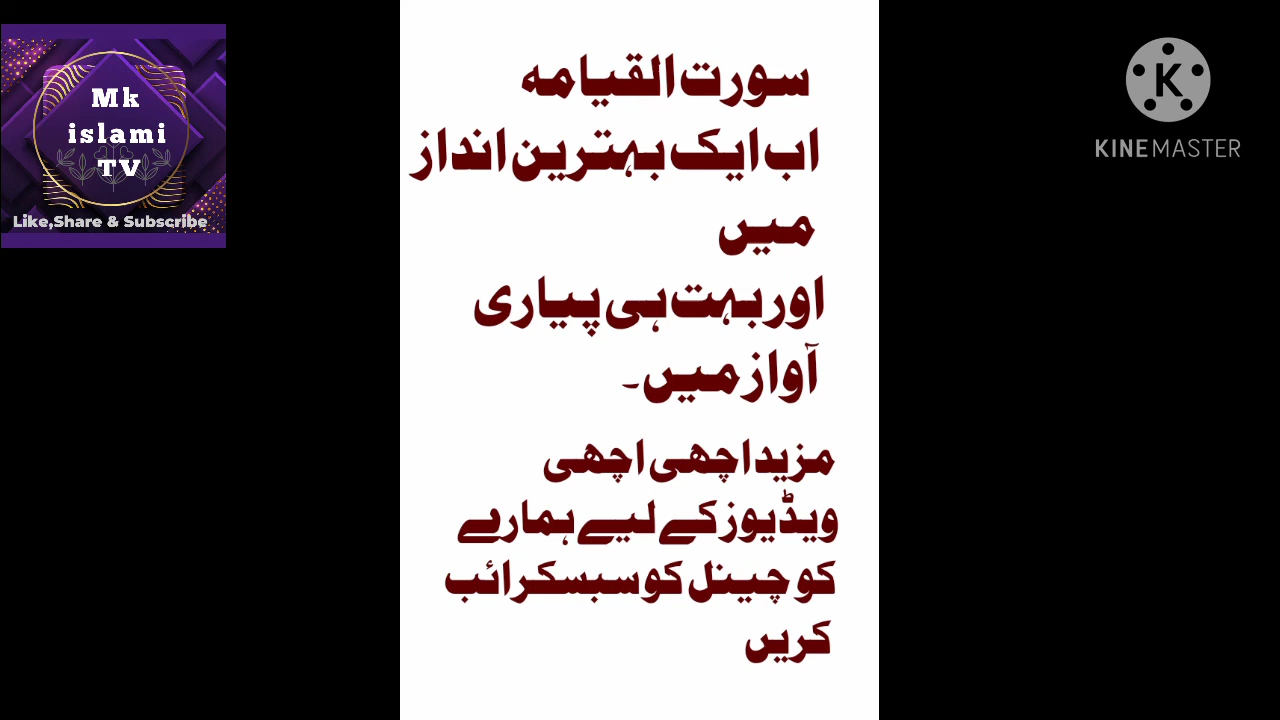 Mk
islami
TV
Like,Share & Subscribe
سورت القیامہ
اب ایک بہترین انداز
میں
اور بہت ہی پیاری
آواز میں۔
مزید اچھی اچھی
ویڈیوز کے لیے ہمارے
کو چینل کو سبسکرائب
کریں
K
KINEMASTER